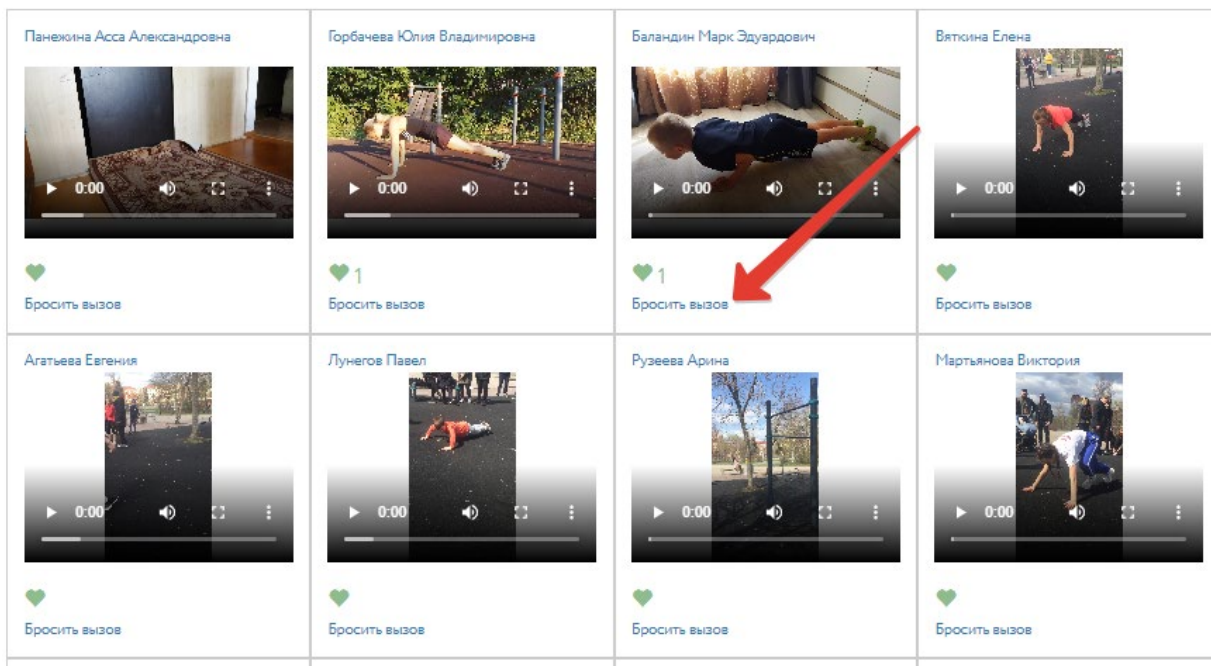 Панежина Асса Александровна
Горбачева Юлия Владимировна
Баландин Марк Эдуардович
Вяткина Елена
0:00
0:00
0:00
0:00
1
1
Бросить вызов
Бросить вызов
Бросить вызов
Бросить вызов
Агатьева Евгения
Лунегов Павел
Рузеева Арина
Мартьянова Виктория
0:00
0:00
0:00
0:00
Бросить вызов
Бросить вызов
Бросить вызов
Бросить вызов